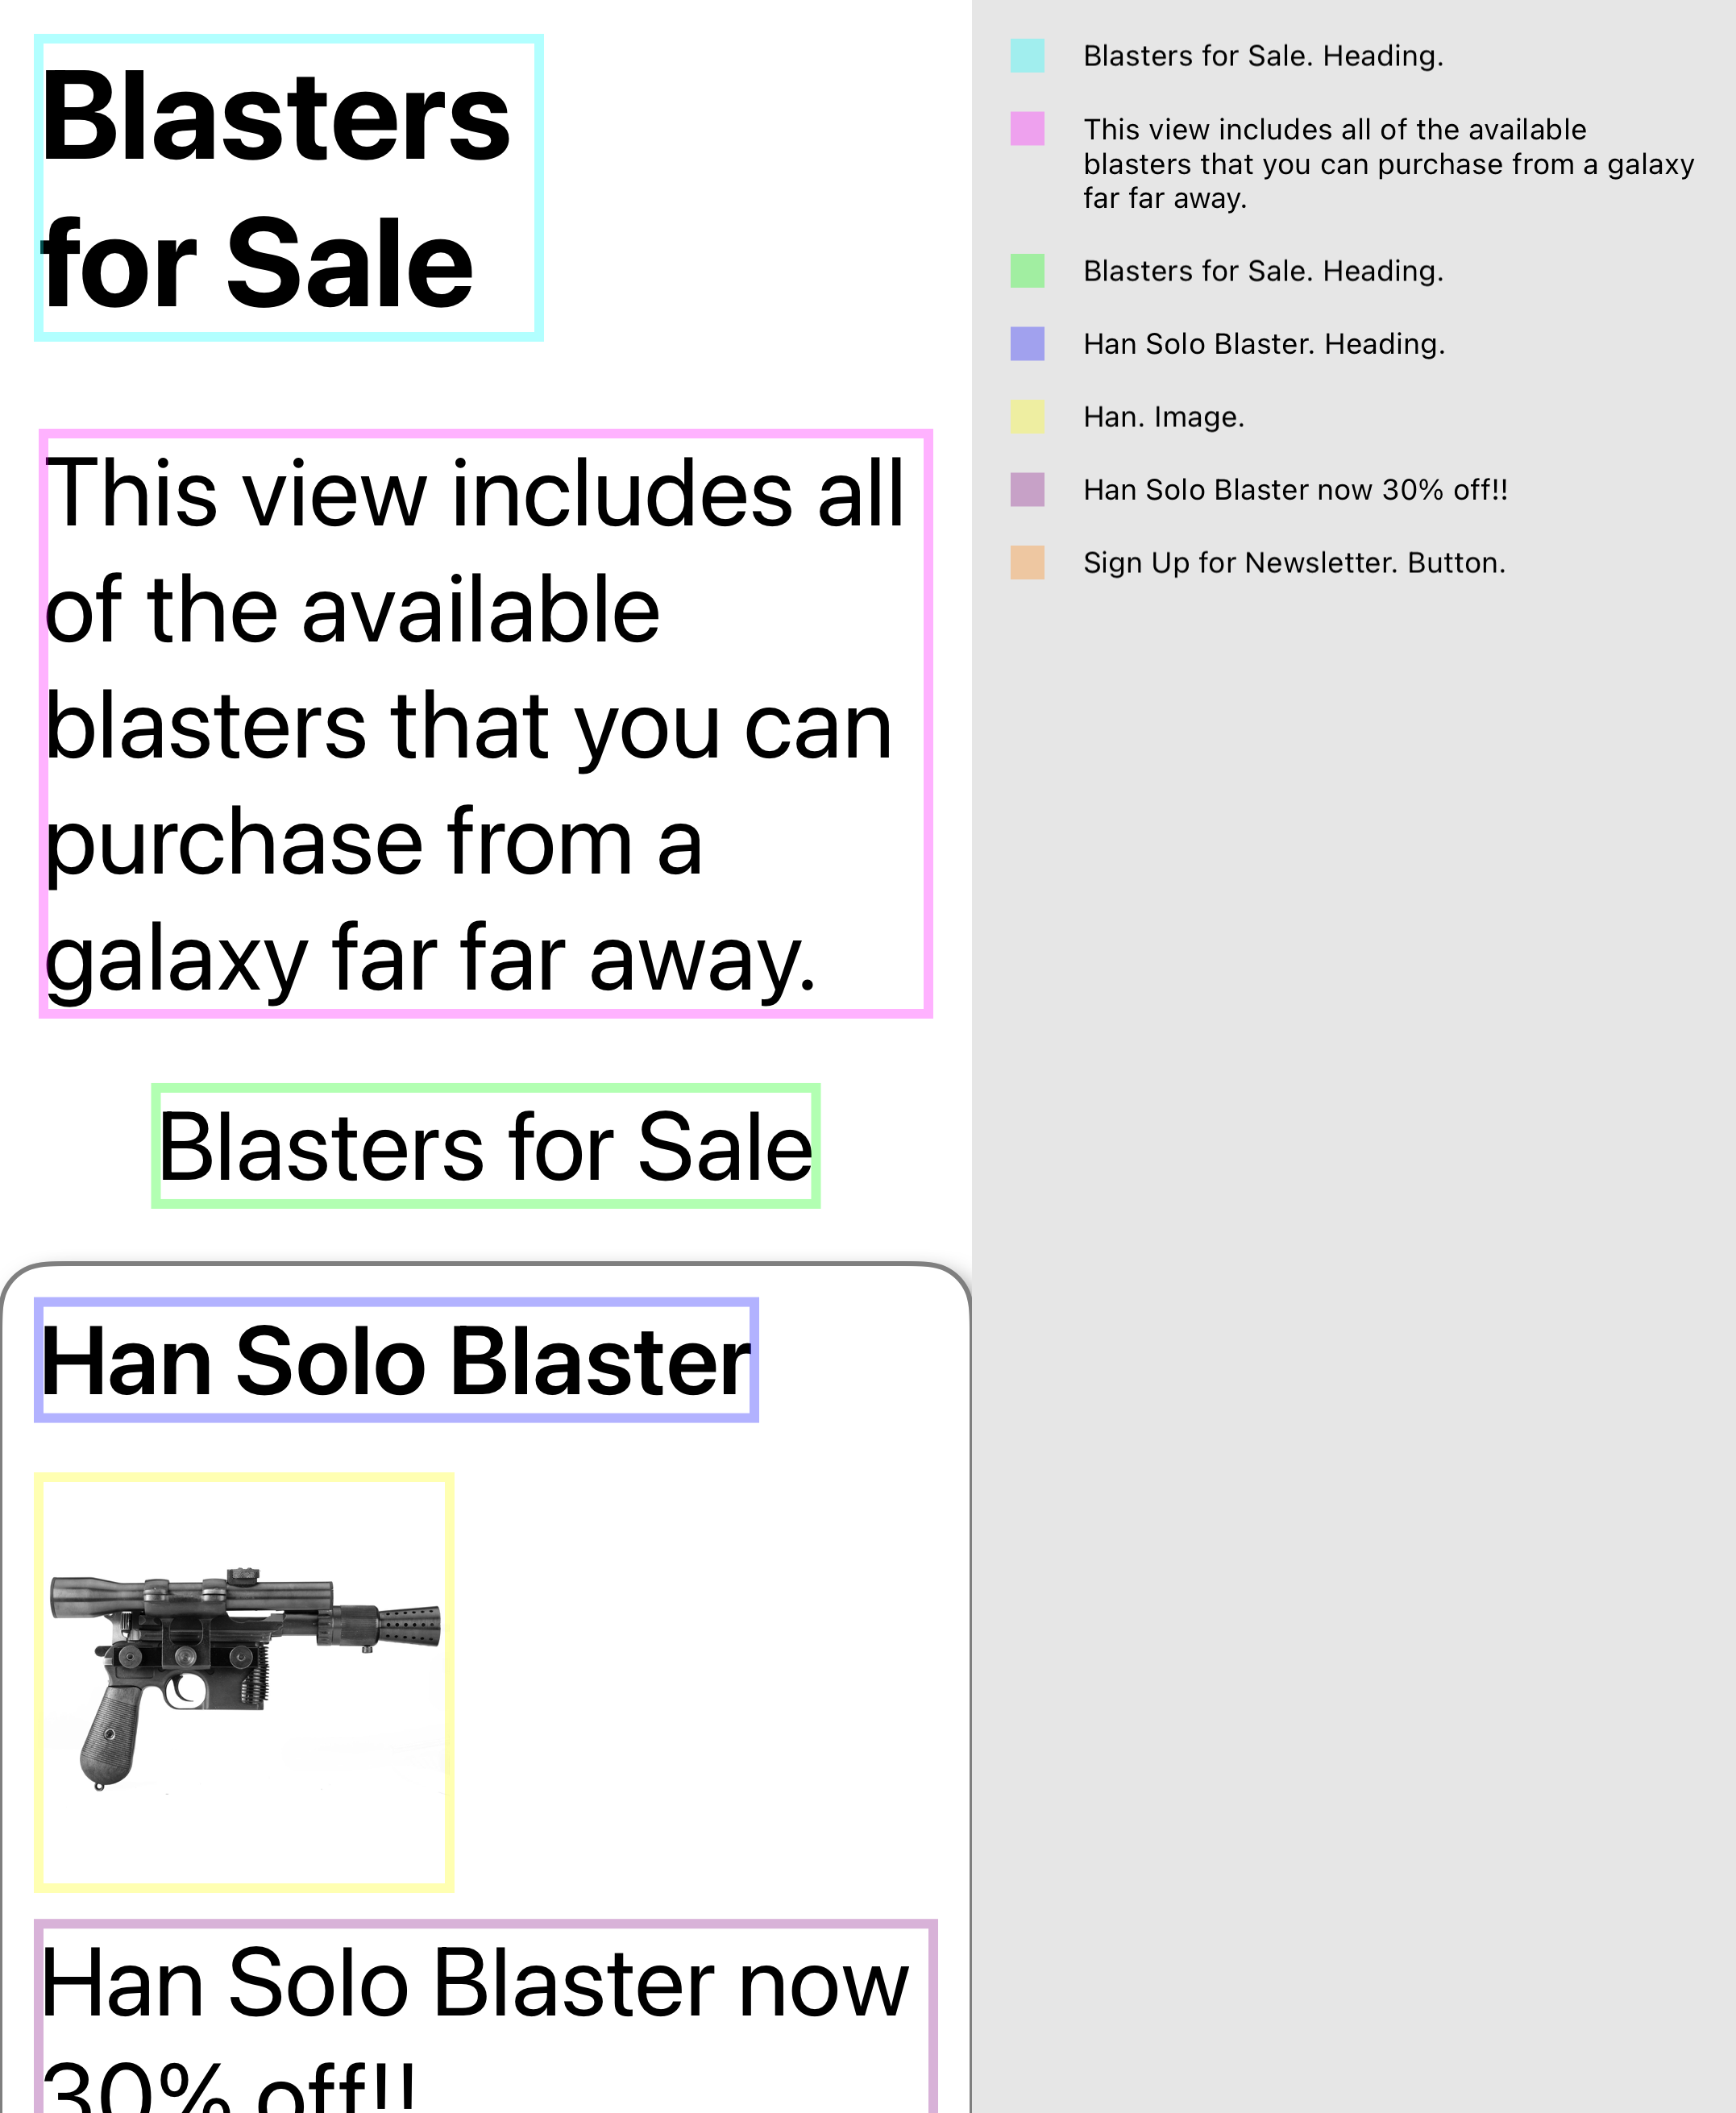 Blasters
for Sale
This view includes all
of the available
blasters that you can
purchase from a
galaxy far far away.
Blasters for Sale
Han Solo Blaster
Han Solo Blaster now
30% off!!
Blasters for Sale. Heading.
This view includes all of the available
blasters that you can purchase from a galaxy
far far away.
Blasters for Sale. Heading.
Han Solo Blaster. Heading.
Han. Image.
Han Solo Blaster now 30% off!!
Sign Up for Newsletter. Button.